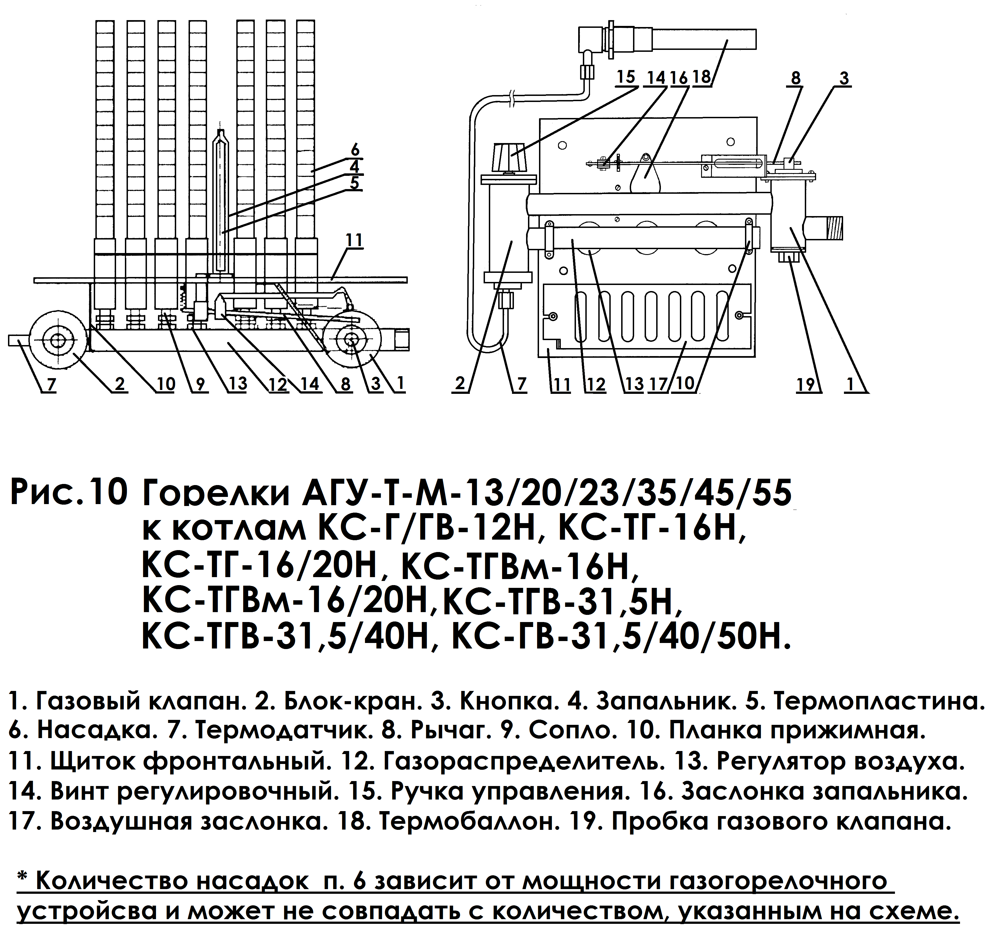 15 14 16 18 8 3
6
4
5
11
7 2 10 9 13 12 14 8 3 1 2 7 11 12 13 17 10 19 1
Рис.10 Горелки АГУ-Т-М-13/20/23/35/45/55
к котлам КС-Г/ГВ-12Н, КС-ТГ-16Н,
КС-ТГ-16/20Н, КС-ТГВм-16Н,
КС-ТГВм-16/20Н, КС-ТГВ-31,5Н,
КС-ТГВ-31,5/40Н, КС-ГВ-31,5/40/50Н.
1. Газовый клапан. 2. Блок-кран. 3. Кнопка. 4. Запальник. 5. Термопластина.
6. Насадка. 7. Термодатчик. 8. Рычаг. 9. Сопло. 10. Планка прижимная.
11. Щиток фронтальный. 12. Газораспределитель. 13. Регулятор воздуха.
14. Винт регулировочный. 15. Ручка управления. 16. Заслонка запальника.
17. Воздушная заслонка. 18. Термобаллон. 19. Пробка газового клапана.
* Количество насадок п. 6 зависит от мощности газогорелочного
устройсва и может не совпадать с количеством, указанным на схеме.